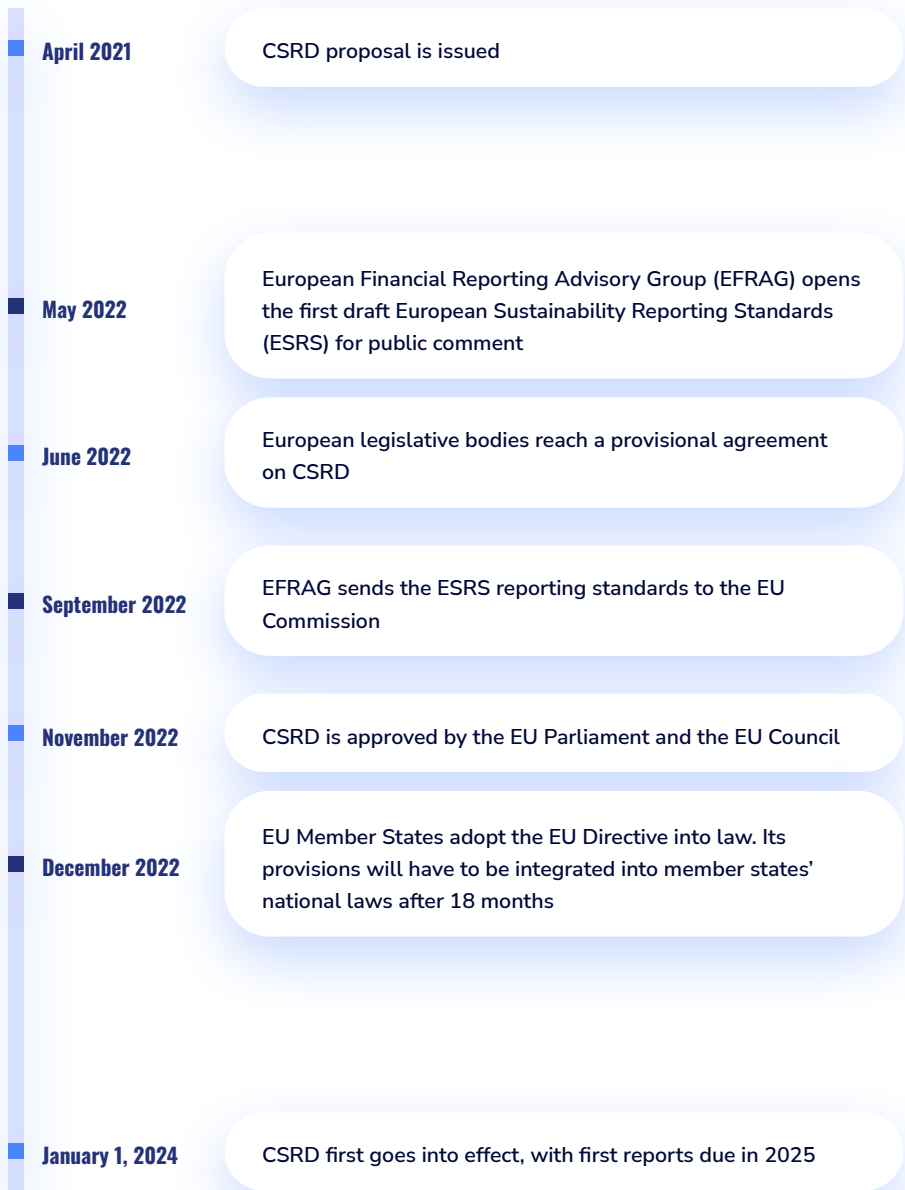 April 2021
CSRD proposal is issued
May 2022
European Financial Reporting Advisory Group (EFRAG) opens
the first draft European Sustainability Reporting Standards
(ESRS) for public comment
June 2022
European legislative bodies reach a provisional agreement
on CSRD
September 2022
EFRAG sends the ESRS reporting standards to the EU
Commission
November 2022
CSRD is approved by the EU Parliament and the EU Council
December 2022
EU Member States adopt the EU Directive into law. Its
provisions will have to be integrated into member states’
national laws after 18 months
January 1, 2024
CSRD first goes into effect, with first reports due in 2025